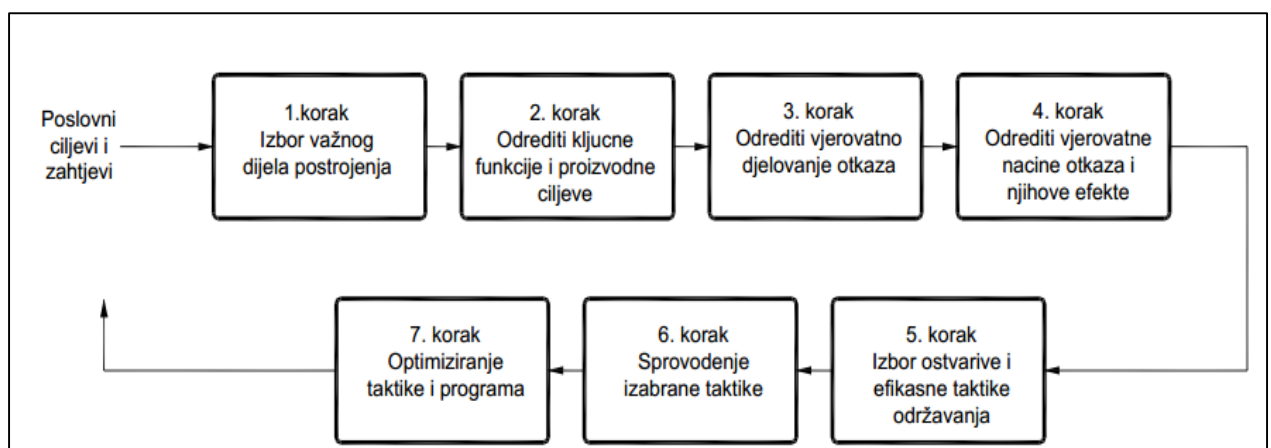 Poslovni
ciljevi i
zahtjevi
1.korak
Izbor važnog
dijela postrojenja
2. korak
Odrediti kljucne
funkcije i proizvodne
ciljeve
3. korak
Odrediti vjerovatno
djelovanje otkaza
4. korak
Odrediti vjerovatne
nacine otkaza i
njihove efekte
5. korak
Izbor ostvarive i
efikasne taktike
održavanja
6. korak
Sprovodenje
izabrane taktike
7. korak
Optimiziranje
taktike i programa